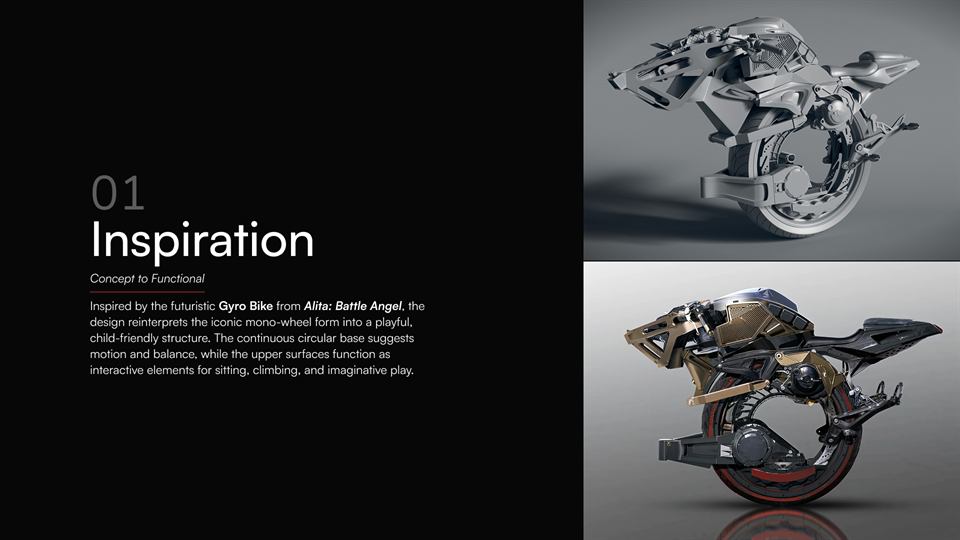 01
Inspiration
Concept to Functional
Inspired by the futuristic Gyro Bike from Alita: Battle Angel, the
design reinterprets the iconic mono-wheel form into a playful,
child-friendly structure. The continuous circular base suggests
motion and balance, while the upper surfaces function as
interactive elements for sitting, climbing, and imaginative play.